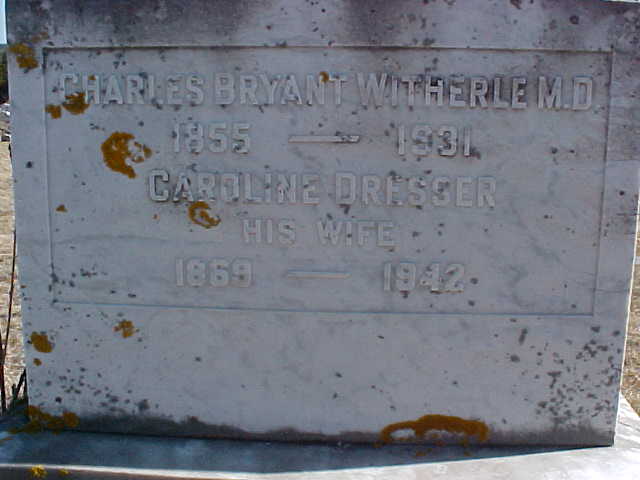 CHARLES BRYANT WITHERLE M.D.
1855 — 1931
CAROLINE DRESSER
HIS WIFE
1869 — 1942